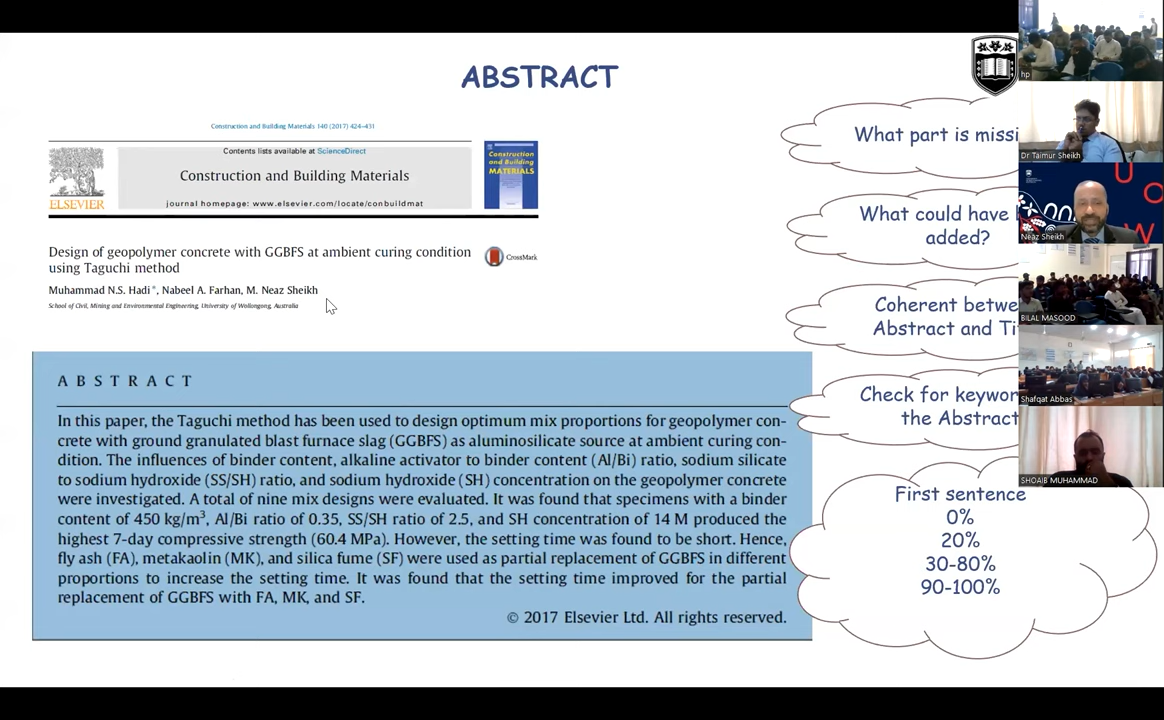 ABSTRACT
Construction and Building Materials 140 (2017) 424–431
Contents lists available at ScienceDirect
Construction and Building Materials
journal homepage: www.elsevier.com/locate/conbuildmat
ELSEVIER
Construction
and Building
MATERIALS
Design of geopolymer concrete with GGBFS at ambient curing condition
using Taguchi method
CrossMark
Muhammad N.S. Hadi *, Nabeel A. Farhan, M. Neaz Sheikh
School of Civil, Mining and Environmental Engineering, University of Wollongong, Australia
ABSTRACT
In this paper, the Taguchi method has been used to design optimum mix proportions for geopolymer con-
crete with ground granulated blast furnace slag (GGBFS) as aluminosilicate source at ambient curing con-
dition. The influences of binder content, alkaline activator to binder content (Al/Bi) ratio, sodium silicate
to sodium hydroxide (SS/SH) ratio, and sodium hydroxide (SH) concentration on the geopolymer concrete
were investigated. A total of nine mix designs were evaluated. It was found that specimens with a binder
content of 450 kg/m³, Al/Bi ratio of 0.35, SS/SH ratio of 2.5, and SH concentration of 14 M produced the
highest 7-day compressive strength (60.4 MPa). However, the setting time was found to be short. Hence,
fly ash (FA), metakaolin (MK), and silica fume (SF) were used as partial replacement of GGBFS in different
proportions to increase the setting time. It was found that the setting time improved for the partial
replacement of GGBFS with FA, MK, and SF.
© 2017 Elsevier Ltd. All rights reserved.
What part is missi
What could have
added?
Coherent betwe
Abstract and Ti
Check for keywor
the Abstract
First sentence
0%
20%
30-80%
90-100%
hp
Dr Taimur Sheikh
UO
W
Neaz Sheikh
BILAL MASOOD
Shafqat Abbas
SHOAIB MUHAMMAD